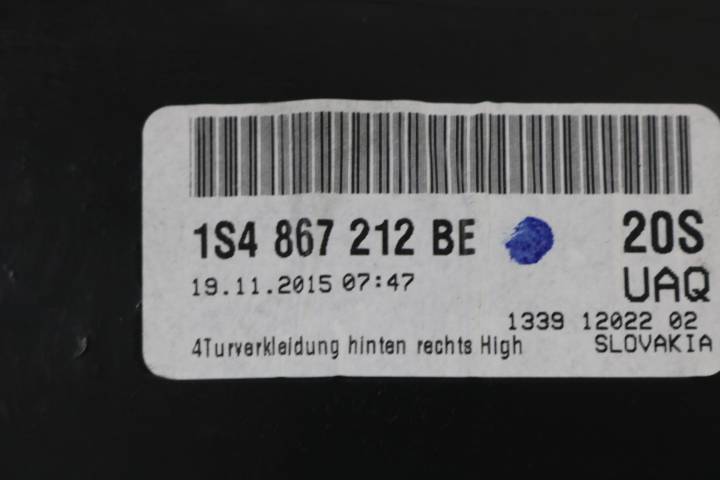 1S4 867 212 BE 20S
19.11.2015 07:47 UAQ
1339 12022 02
4Turverkleidung hinten rechts High SLOVAKIA